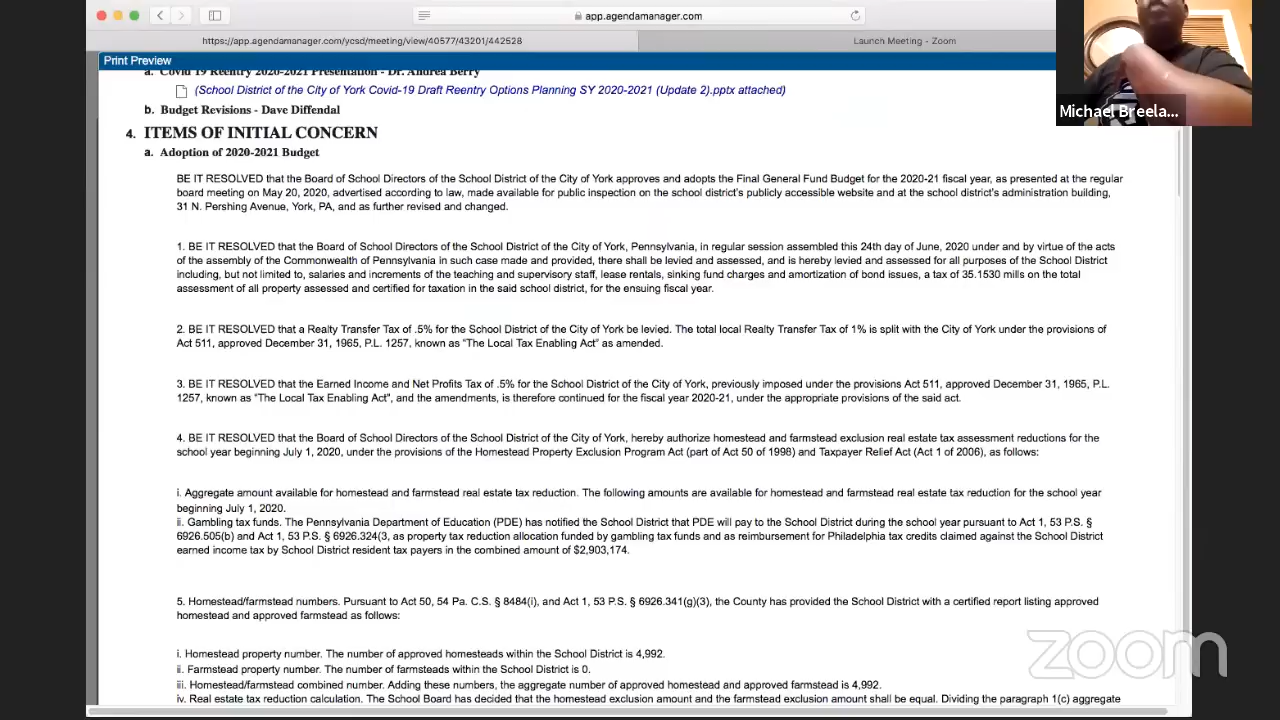 app.agendamanager.com
https://app.agendamanager.com/ycsd/meeting/view/40577/43201/442528
Launch Meeting - Zoom
Print Preview
a. Covid 19 Reentry 2020-2021 Presentation - Dr. Andrea Berry
(School District of the City of York Covid-19 Draft Reentry Options Planning SY 2020-2021 (Update 2).pptx attached)
b. Budget Revisions - Dave Diffendal
Michael Breela...
4. ITEMS OF INITIAL CONCERN
a. Adoption of 2020-2021 Budget
BE IT RESOLVED that the Board of School Directors of the School District of the City of York approves and adopts the Final General Fund Budget for the 2020-21 fiscal year, as presented at the regular
board meeting on May 20, 2020, advertised according to law, made available for public inspection on the school district's publicly accessible website and at the school district's administration building,
31 N. Pershing Avenue, York, PA, and as further revised and changed.
1. BE IT RESOLVED that the Board of School Directors of the School District of the City of York, Pennsylvania, in regular session assembled this 24th day of June, 2020 under and by virtue of the acts
of the assembly of the Commonwealth of Pennsylvania in such case made and provided, there shall be levied and assessed, and is hereby levied and assessed for all purposes of the School District
including, but not limited to, salaries and increments of the teaching and supervisory staff, lease rentals, sinking fund charges and amortization of bond issues, a tax of 35.1530 mills on the total
assessment of all property assessed and certified for taxation in the said school district, for the ensuing fiscal year.
2. BE IT RESOLVED that a Realty Transfer Tax of .5% for the School District of the City of York be levied. The total local Realty Transfer Tax of 1% is split with the City of York under the provisions of
Act 511, approved December 31, 1965, P.L. 1257, known as "The Local Tax Enabling Act" as amended.
3. BE IT RESOLVED that the Earned Income and Net Profits Tax of .5% for the School District of the City of York, previously imposed under the provisions Act 511, approved December 31, 1965, P.L.
1257, known as "The Local Tax Enabling Act", and the amendments, is therefore continued for the fiscal year 2020-21, under the appropriate provisions of the said act.
4. BE IT RESOLVED that the Board of School Directors of the School District of the City of York, hereby authorize homestead and farmstead exclusion real estate tax assessment reductions for the
school year beginning July 1, 2020, under the provisions of the Homestead Property Exclusion Program Act (part of Act 50 of 1998) and Taxpayer Relief Act (Act 1 of 2006), as follows:
i. Aggregate amount available for homestead and farmstead real estate tax reduction. The following amounts are available for homestead and farmstead real estate tax reduction for the school year
beginning July 1, 2020.
ii. Gambling tax funds. The Pennsylvania Department of Education (PDE) has notified the School District that PDE will pay to the School District during the school year pursuant to Act 1, 53 P.S. §
6926.505(b) and Act 1, 53 P.S. § 6926.324(3, as property tax reduction allocation funded by gambling tax funds and as reimbursement for Philadelphia tax credits claimed against the School District
earned income tax by School District resident tax payers in the combined amount of $2,903,174.
5. Homestead/farmstead numbers. Pursuant to Act 50, 54 Pa. C.S. § 8484(i), and Act 1, 53 P.S. § 6926.341(g)(3), the County has provided the School District with a certified report listing approved
homestead and approved farmstead as follows:
i. Homestead property number. The number of approved homesteads within the School District is 4,992.
ii. Farmstead property number. The number of farmsteads within the School District is 0.
iii. Homestead/farmstead combined number. Adding these numbers, the aggregate number of approved homestead and approved farmstead is 4,992.
iv. Real estate tax reduction calculation. The School Board has decided that the homestead exclusion amount and the farmstead exclusion amount shall be equal. Dividing the paragraph 1(c) aggregate
zoom